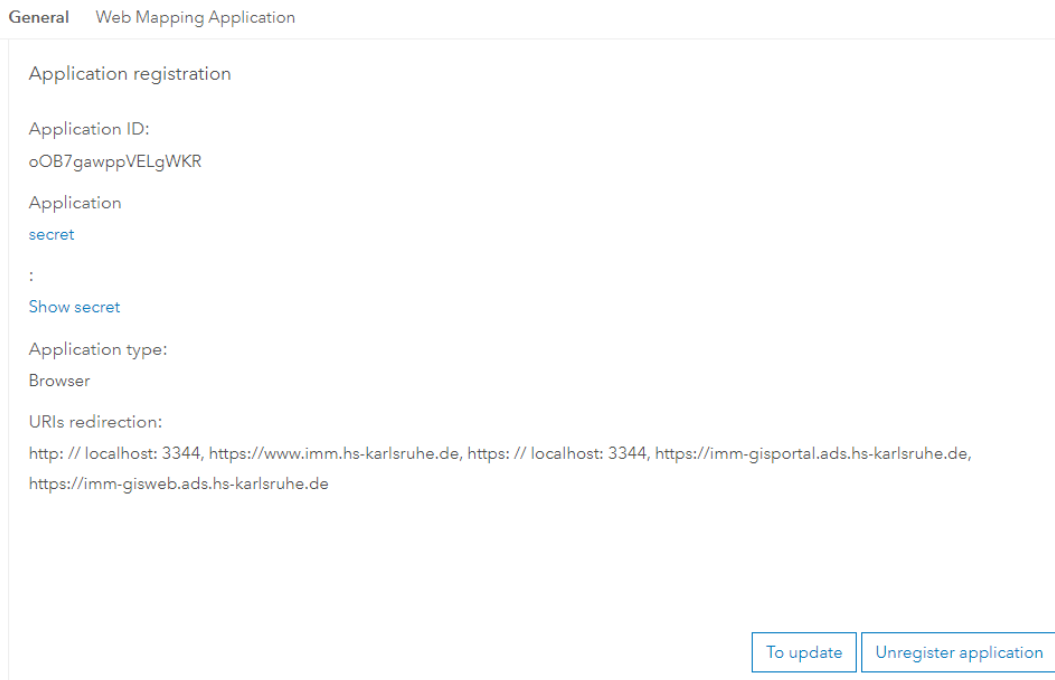 General Web Mapping Application
Application registration
Application ID:
oOB7gawppVELgWKR
Application
secret
:
Show secret
Application type:
Browser
URIs redirection:
http: // localhost: 3344, https://www.imm.hs-karlsruhe.de, https: // localhost: 3344, https://imm-gisportal.ads.hs-karlsruhe.de,
https://imm-gisweb.ads.hs-karlsruhe.de
To update Unregister application